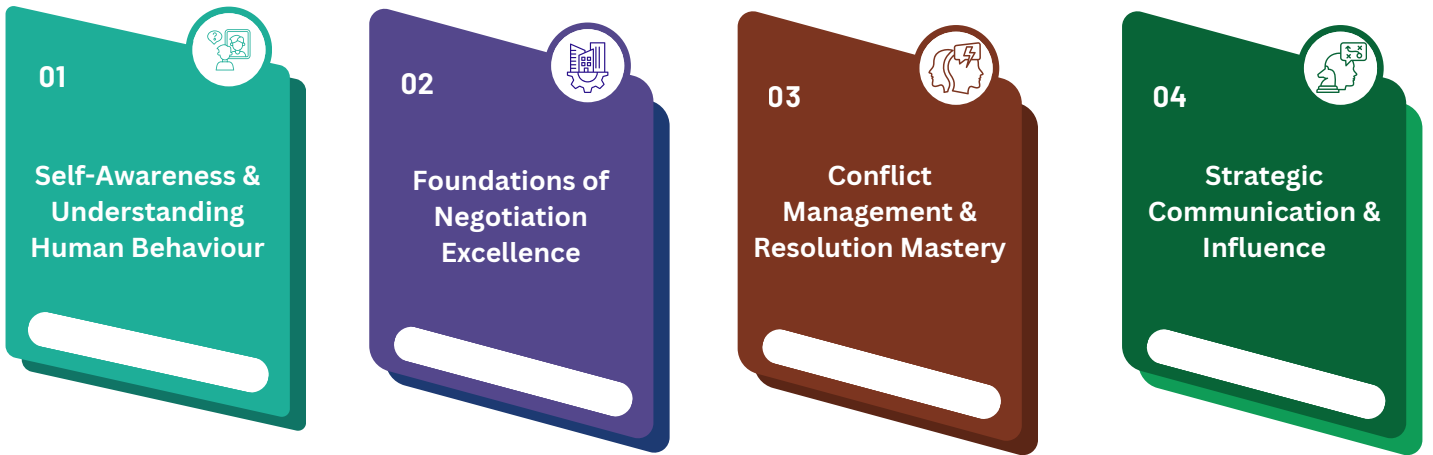 01
Self-Awareness &
Understanding
Human Behaviour
02
Foundations of
Negotiation
Excellence
03
Conflict
Management &
Resolution Mastery
04
Strategic
Communication &
Influence